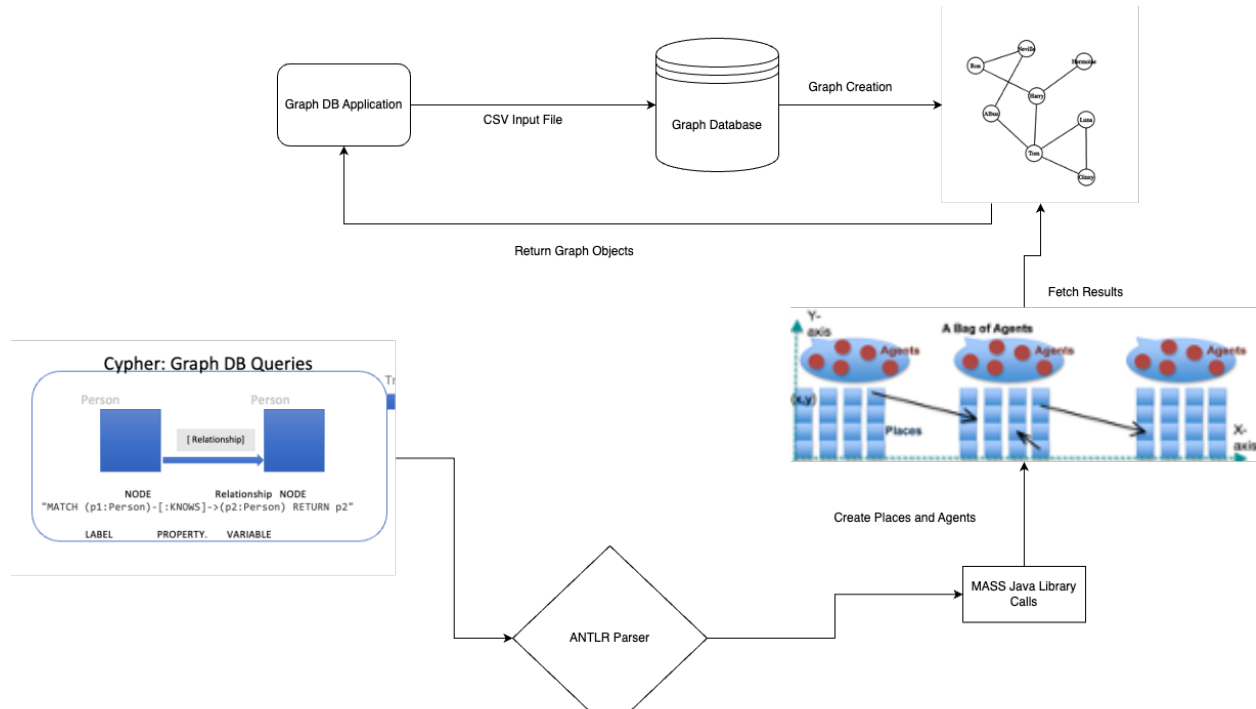 Graph DB Application
CSV Input File
Graph Database
Graph Creation
Neville
Ron
Hermoine
Harry
Albus
Luna
Tom
Ginny
Return Graph Objects
Fetch Results
Y-
axis
A Bag of Agents
Agents
Agents
Agents
(x,y)
Places
X-
axis
Cypher: Graph DB Queries
Tr
Person
Person
[ Relationship]
NODE
Relationship
NODE
"MATCH (p1:Person)-[:KNOWS]->(p2:Person) RETURN p2"
LABEL
PROPERTY.
VARIABLE
Create Places and Agents
MASS Java Library
Calls
ANTLR Parser